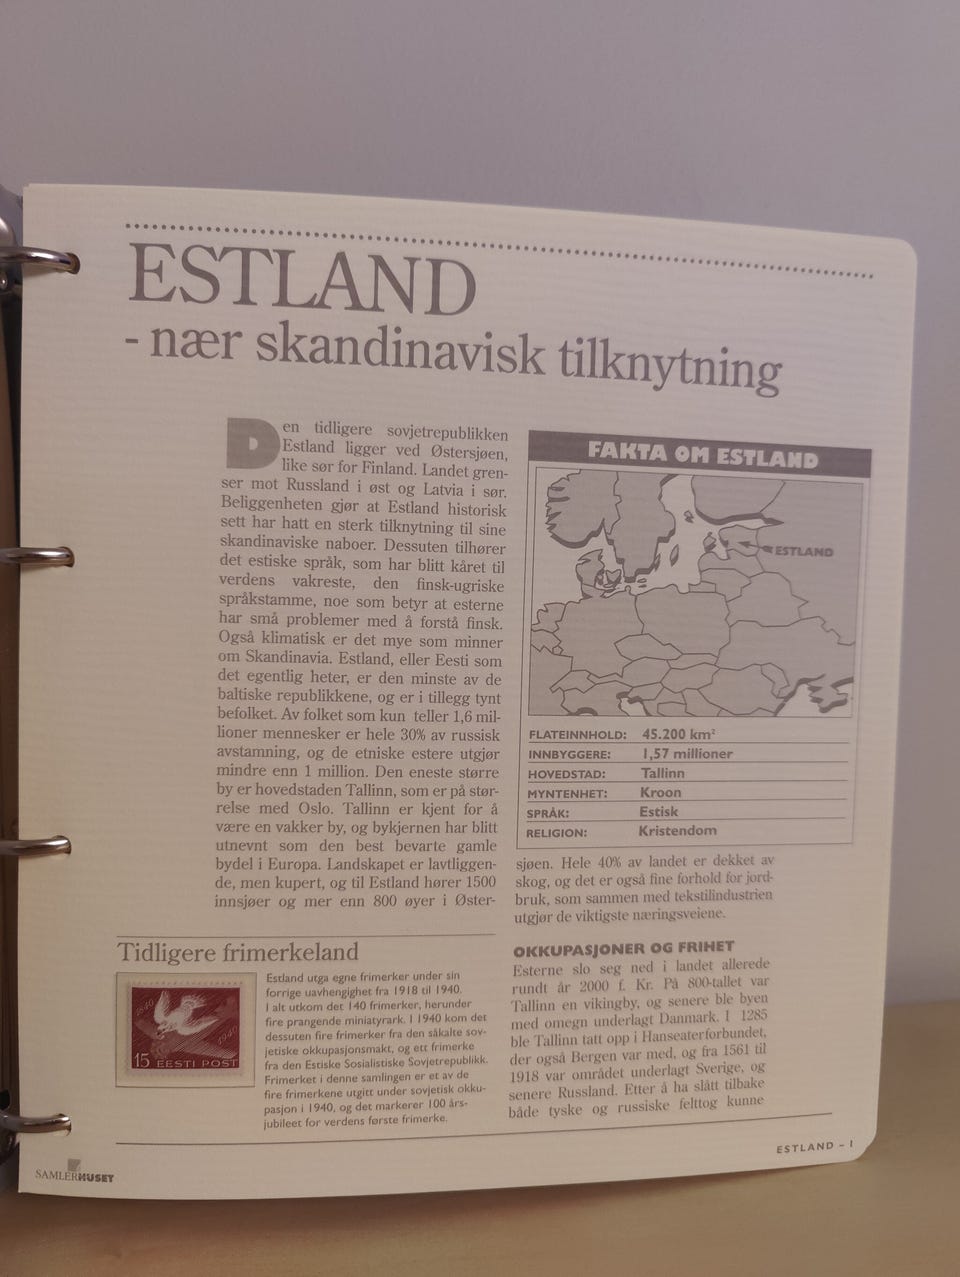 ESTLAND
- nær skandinavisk tilknytning
Den tidligere sovjetrepublikken
Estland ligger ved Østersjøen,
like sør for Finland. Landet gren-
ser mot Russland i øst og Latvia i sør.
Beliggenheten gjør at Estland historisk
sett har hatt en sterk tilknytning til sine
skandinaviske naboer. Dessuten tilhører
det estiske språk, som har blitt kåret til
verdens vakreste, den finsk-ugriske
språkstamme, noe som betyr at esterne
har små problemer med å forstå finsk.
Også klimatisk er det mye som minner
om Skandinavia. Estland, eller Eesti som
det egentlig heter, er den minste av de
baltiske republikkene, og er i tillegg tynt
befolket. Av folket som kun teller 1,6 mil-
lioner mennesker er hele 30% av russisk
avstamning, og de etniske estere utgjør
mindre enn 1 million. Den eneste større
by er hovedstaden Tallinn, som er på stør-
relse med Oslo. Tallinn er kjent for å
være en vakker by, og bykjernen har blitt
utnevnt som den best bevarte gamle
bydel i Europa. Landskapet er lavtliggen-
de, men kupert, og til Estland hører 1500
innsjøer og mer enn 800 øyer i Øster-
FAKTA OM ESTLAND
ESTLAND
FLATEINNHOLD: 45.200 km²
INNBYGGERE: 1,57 millioner
HOVEDSTAD: Tallinn
MYNTENHET: Kroon
SPRÅK: Estisk
RELIGION: Kristendom
sjøen. Hele 40% av landet er dekket av
skog, og det er også fine forhold for jord-
bruk, som sammen med tekstilindustrien
utgjør de viktigste næringsveiene.
OKKUPASJONER OG FRIHET
Esterne slo seg ned i landet allerede
rundt år 2000 f. Kr. På 800-tallet var
Tallinn en vikingby, og senere ble byen
med omegn underlagt Danmark. I 1285
ble Tallinn tatt opp i Hanseaterforbundet,
der også Bergen var med, og fra 1561 til
1918 var området underlagt Sverige, og
senere Russland. Etter å ha slått tilbake
både tyske og russiske felttog kunne
Tidligere frimerkeland
1840
1940
15 EESTI POST
Estland utga egne frimerker under sin
forrige uavhengighet fra 1918 til 1940.
I alt utkom det 140 frimerker, herunder
fire prangende miniatyrark. I 1940 kom det
dessuten fire frimerker fra den såkalte sov-
jetiske okkupasjonsmakt, og ett frimerke
fra den Estiske Sosialistiske Sovjetrepublikk.
Frimerket i denne samlingen er et av de
fire frimerkene utgitt under sovjetisk okku-
pasjon i 1940, og det markerer 100 års-
jubileet for verdens første frimerke.
ESTLAND – 1
SAMLERHUSET